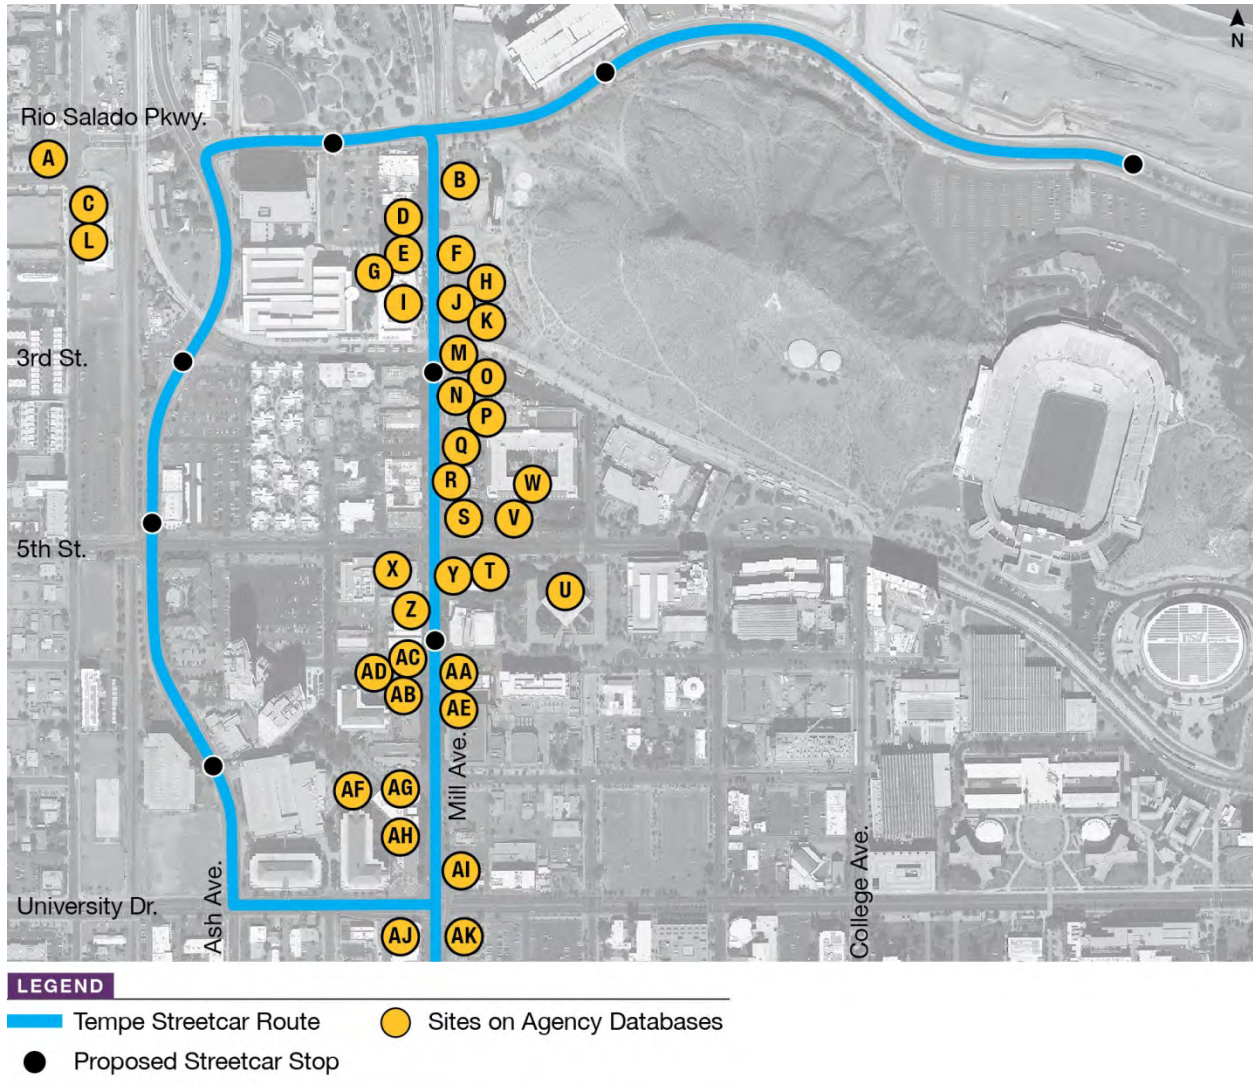 N
Rio Salado Pkwy.
A
B
C
D
L
E
F
G
H
I
J
K
M
3rd St.
O
N
P
Q
R
W
S
V
5th St.
X
Y
T
U
Z
AC
AD
AA
AB
AE
Mill Ave.
AF
AG
AH
AI
College Ave.
Ash Ave.
University Dr.
AJ
AK
LEGEND
Tempe Streetcar Route
Sites on Agency Databases
Proposed Streetcar Stop